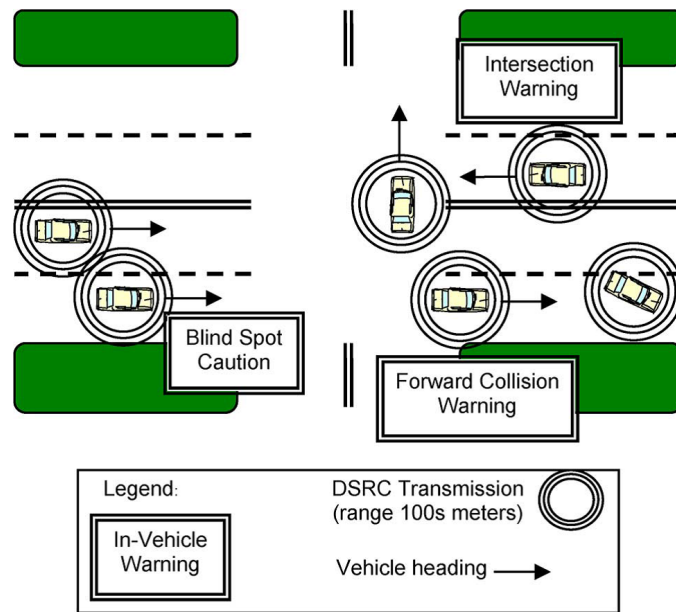 Intersection
Warning
Blind Spot
Caution
Forward Collision
Warning
Legend:
DSRC Transmission
(range 100s meters)
In-Vehicle
Warning
Vehicle heading